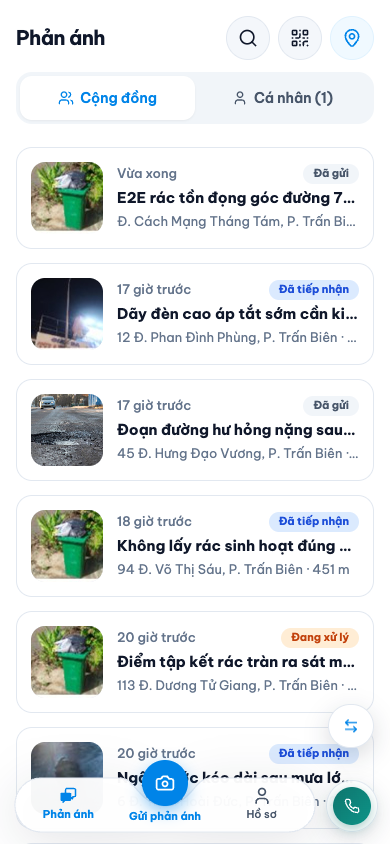 Phản ánh
Cộng đồng
Cá nhân (1)
Vừa xong
Đã gửi
E2E rác tồn đọng góc đường 7...
Đ. Cách Mạng Tháng Tám, P. Trấn Bi...
17 giờ trước
Đã tiếp nhận
Dãy đèn cao áp tắt sớm cần ki...
12 Đ. Phan Đình Phùng, P. Trấn Biên · ...
17 giờ trước
Đã gửi
Đoạn đường hư hỏng nặng sau...
45 Đ. Hưng Đạo Vương, P. Trấn Biên ·...
18 giờ trước
Đã tiếp nhận
Không lấy rác sinh hoạt đúng ...
94 Đ. Võ Thị Sáu, P. Trấn Biên · 451 m
20 giờ trước
Đang xử lý
Điểm tập kết rác tràn ra sát m...
113 Đ. Dương Tử Giang, P. Trấn Biên · ...
20 giờ trước
Đã tiếp nhận
kéo dài sau mưa lớ...
Phản ánh
Gửi phản ánh
Hồ sơ